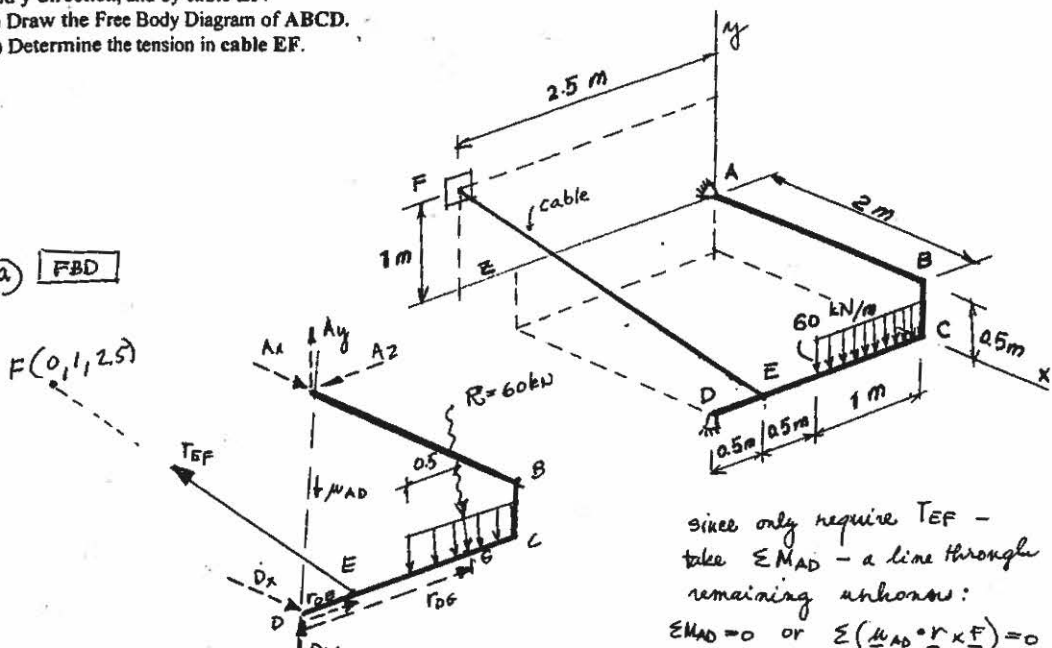 Draw the Free Body Diagram of ABCD.
Determine the tension in cable EF.
y
2.5 m
F
cable
A
2 m
1 m
Z
B
60 kN/m
C
0.5m
x
D
E
0.5m
0.5m
1 m
a) FBD
F(0,1,2.5)
Ax
Ay
Az
R=60kN
TEF
0.5
μAD
B
C
E
G
Dx
rDE
rDG
D
since only require TEF –
take ΣMAD – a line through
remaining unknowns:
ΣMAD = 0 or Σ(μAD • r x F) = 0